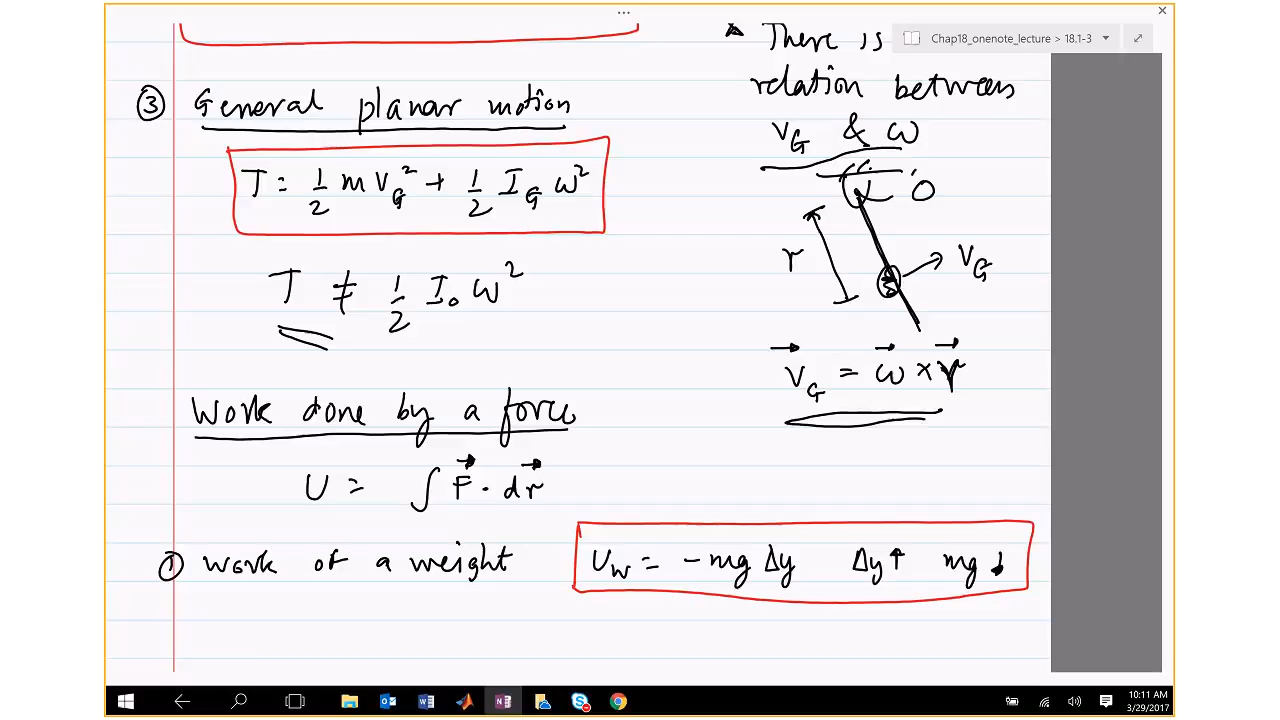 ③ General planar motion
T = 1/2 m V_G² + 1/2 I_G ω²
T ≠ 1/2 I₀ ω²
Work done by a force
U = ∫ F⃗ · dr⃗
① work of a weight
U_W = - mg Δy Δy↑ mg↓
There is
relation between
V_G & ω
O
r
V_G
V⃗_G = ω⃗ × r⃗
Chap18_onenote_lecture > 18.1-3
10:11 AM
3/29/2017